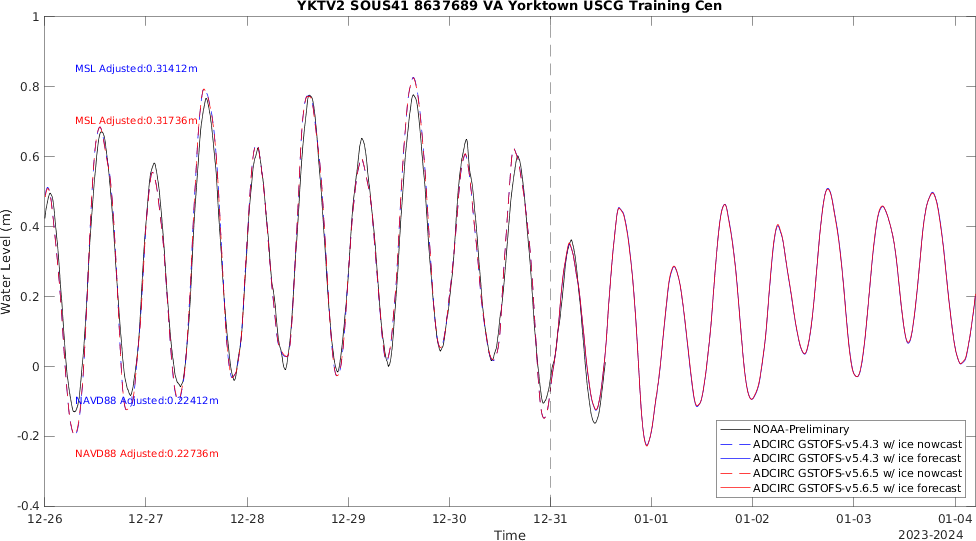 YKTV2 SOUS41 8637689 VA Yorktown USCG Training Cen
1
0.8
0.6
0.4
0.2
0
-0.2
-0.4
Water Level (m)
MSL Adjusted:0.31412m
MSL Adjusted:0.31736m
NAVD88 Adjusted:0.22412m
NAVD88 Adjusted:0.22736m
NOAA-Preliminary
ADCIRC GSTOFS-v5.4.3 w/ ice nowcast
ADCIRC GSTOFS-v5.4.3 w/ ice forecast
ADCIRC GSTOFS-v5.6.5 w/ ice nowcast
ADCIRC GSTOFS-v5.6.5 w/ ice forecast
12-26 12-27 12-28 12-29 12-30 12-31 01-01 01-02 01-03 01-04
Time
2023-2024